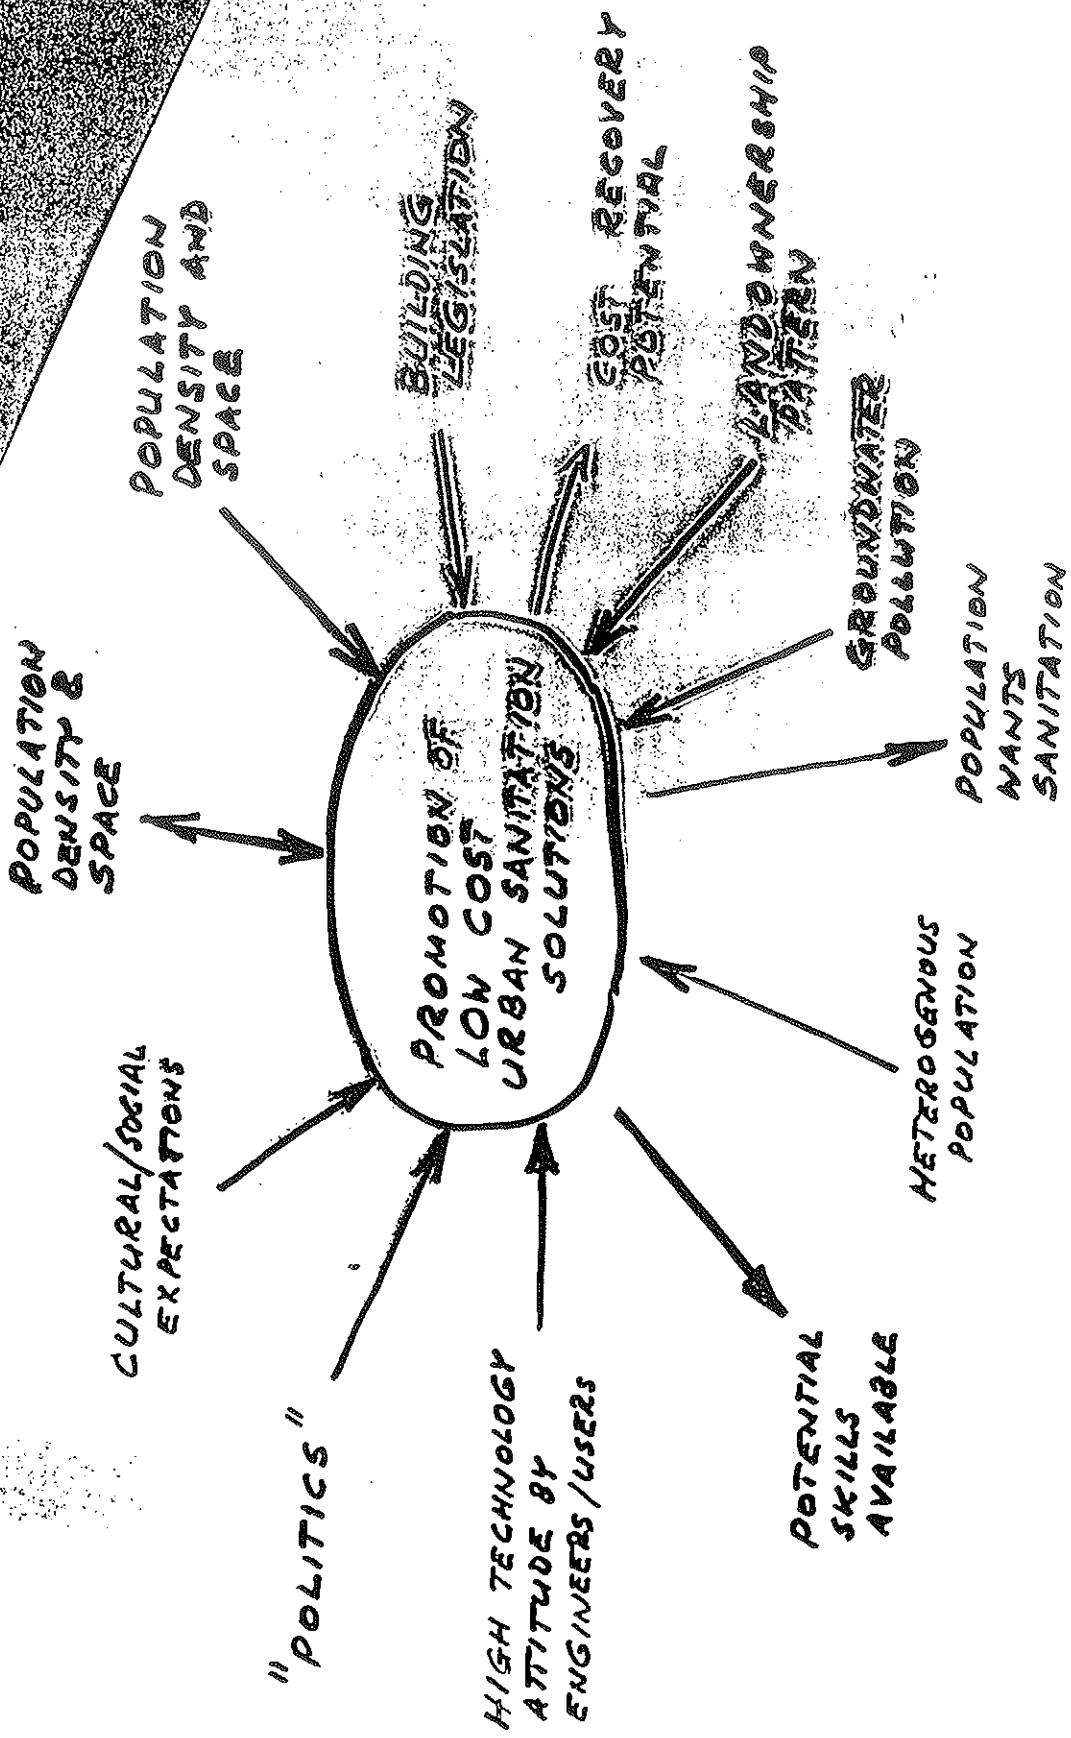 POPULATION
DENSITY &
SPACE
POPULATION
DENSITY AND
SPACE
CULTURAL/SOCIAL
EXPECTATIONS
"POLITICS"
BUILDING
LEGISLATION
PROMOTION OF
LOW COST
URBAN SANITATION
SOLUTIONS
HIGH TECHNOLOGY
ATTITUDE BY
ENGINEERS/USERS
COST RECOVERY
POTENTIAL
LANDOWNERSHIP
PATTERN
POTENTIAL
SKILLS
AVAILABLE
GROUNDWATER
POLLUTION
HETEROGENOUS
POPULATION
POPULATION
WANTS
SANITATION